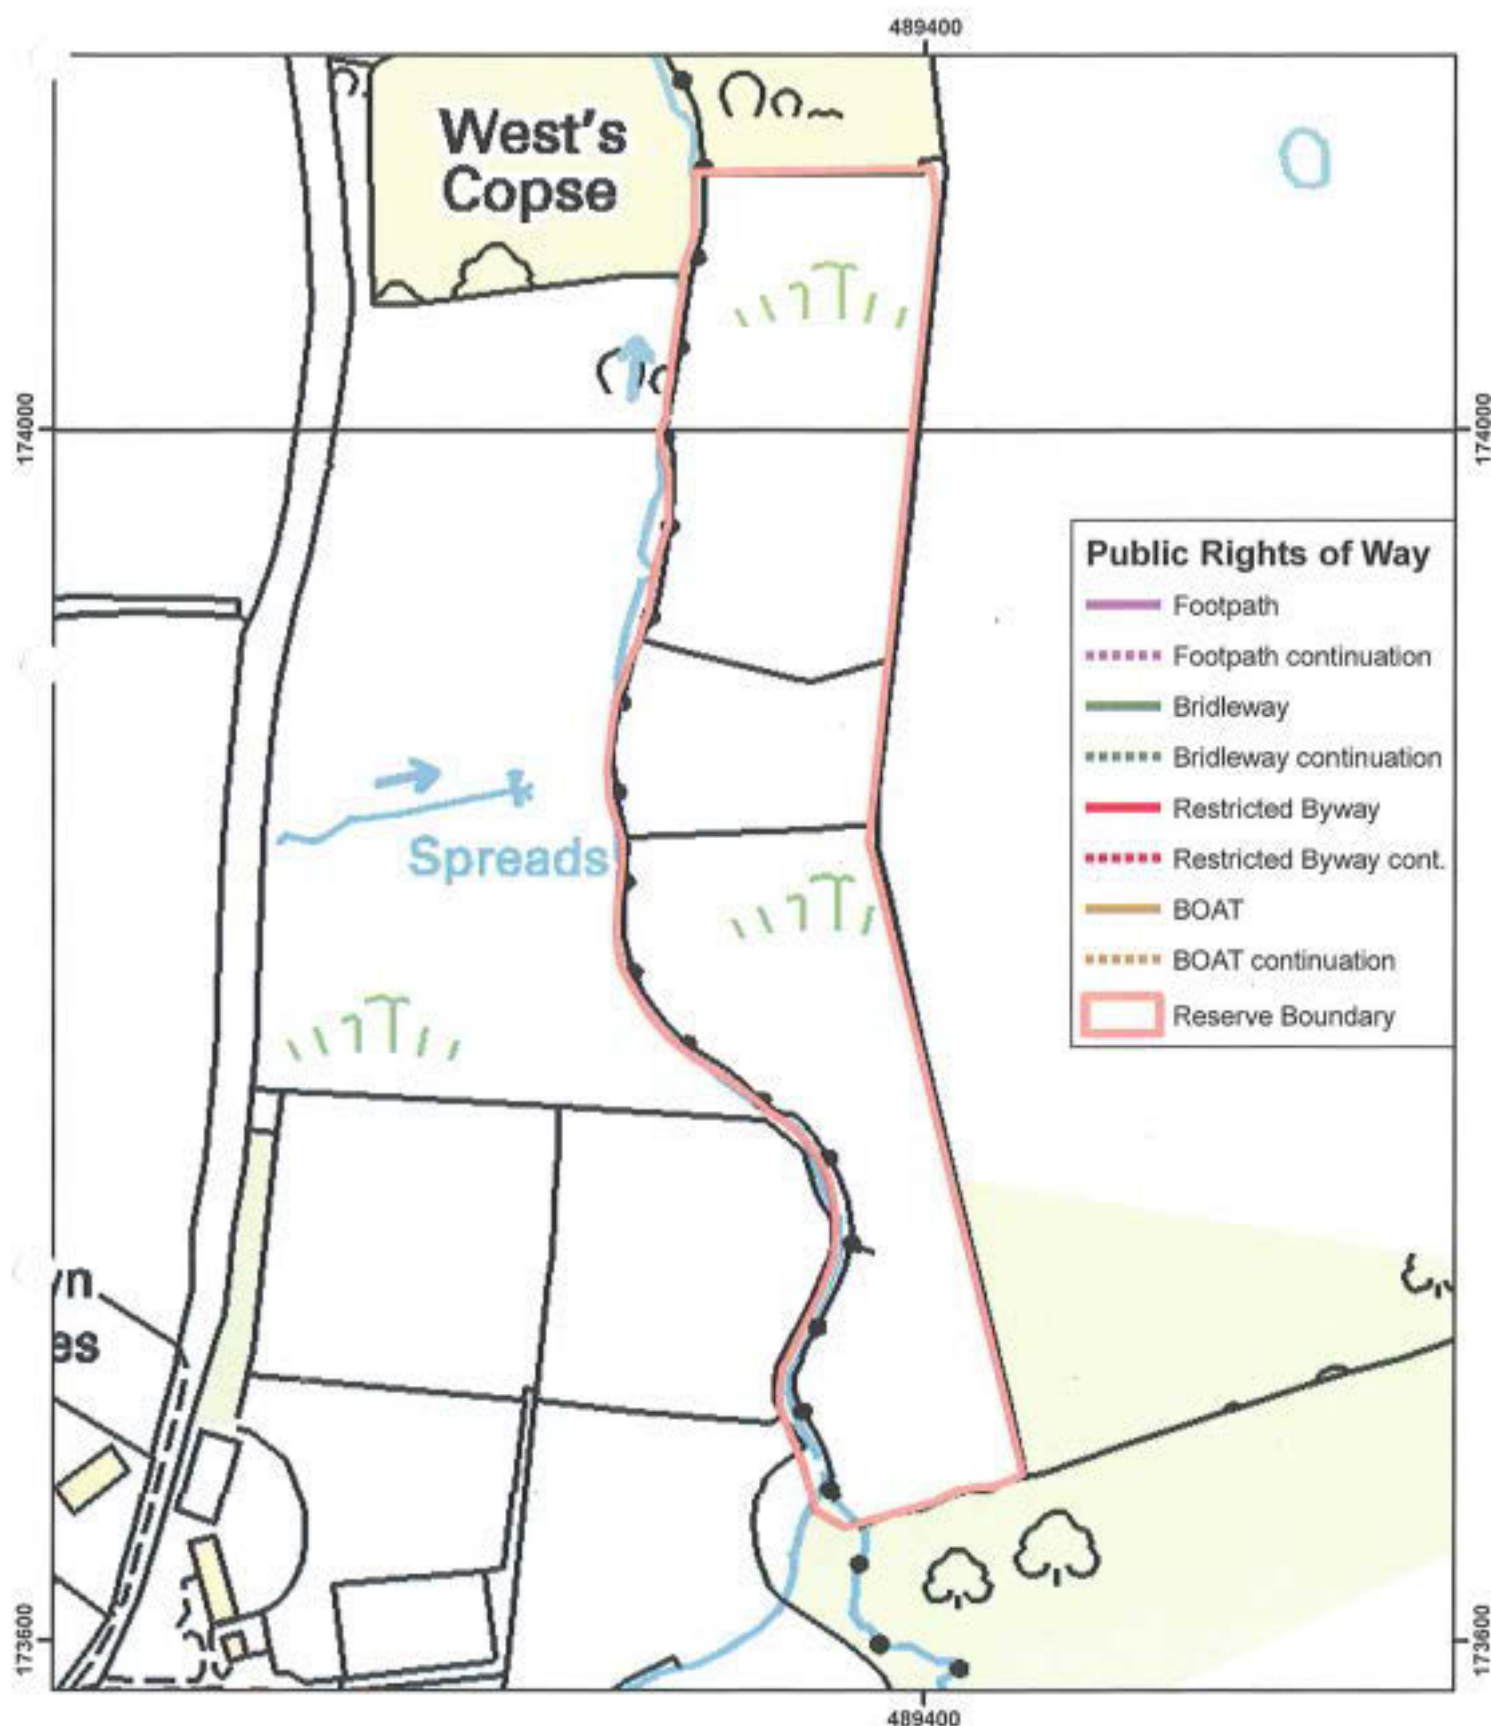 489400
West's
Copse
174000
174000
Public Rights of Way
Footpath
Footpath continuation
Bridleway
Bridleway continuation
Restricted Byway
Restricted Byway cont.
BOAT
BOAT continuation
Reserve Boundary
Spreads
wn
es
173600
173600
489400